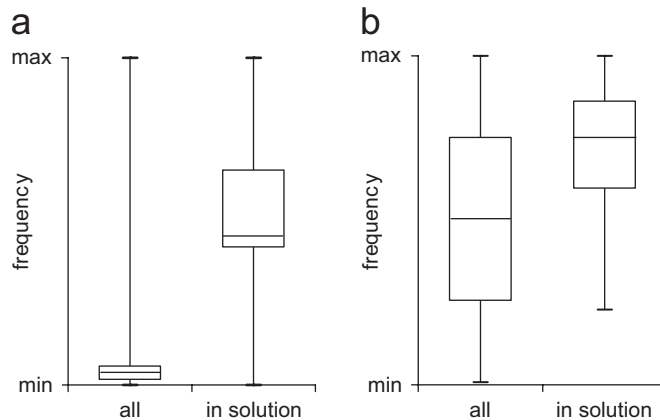 a
max
frequency
min
all
in solution
b
max
frequency
min
all
in solution